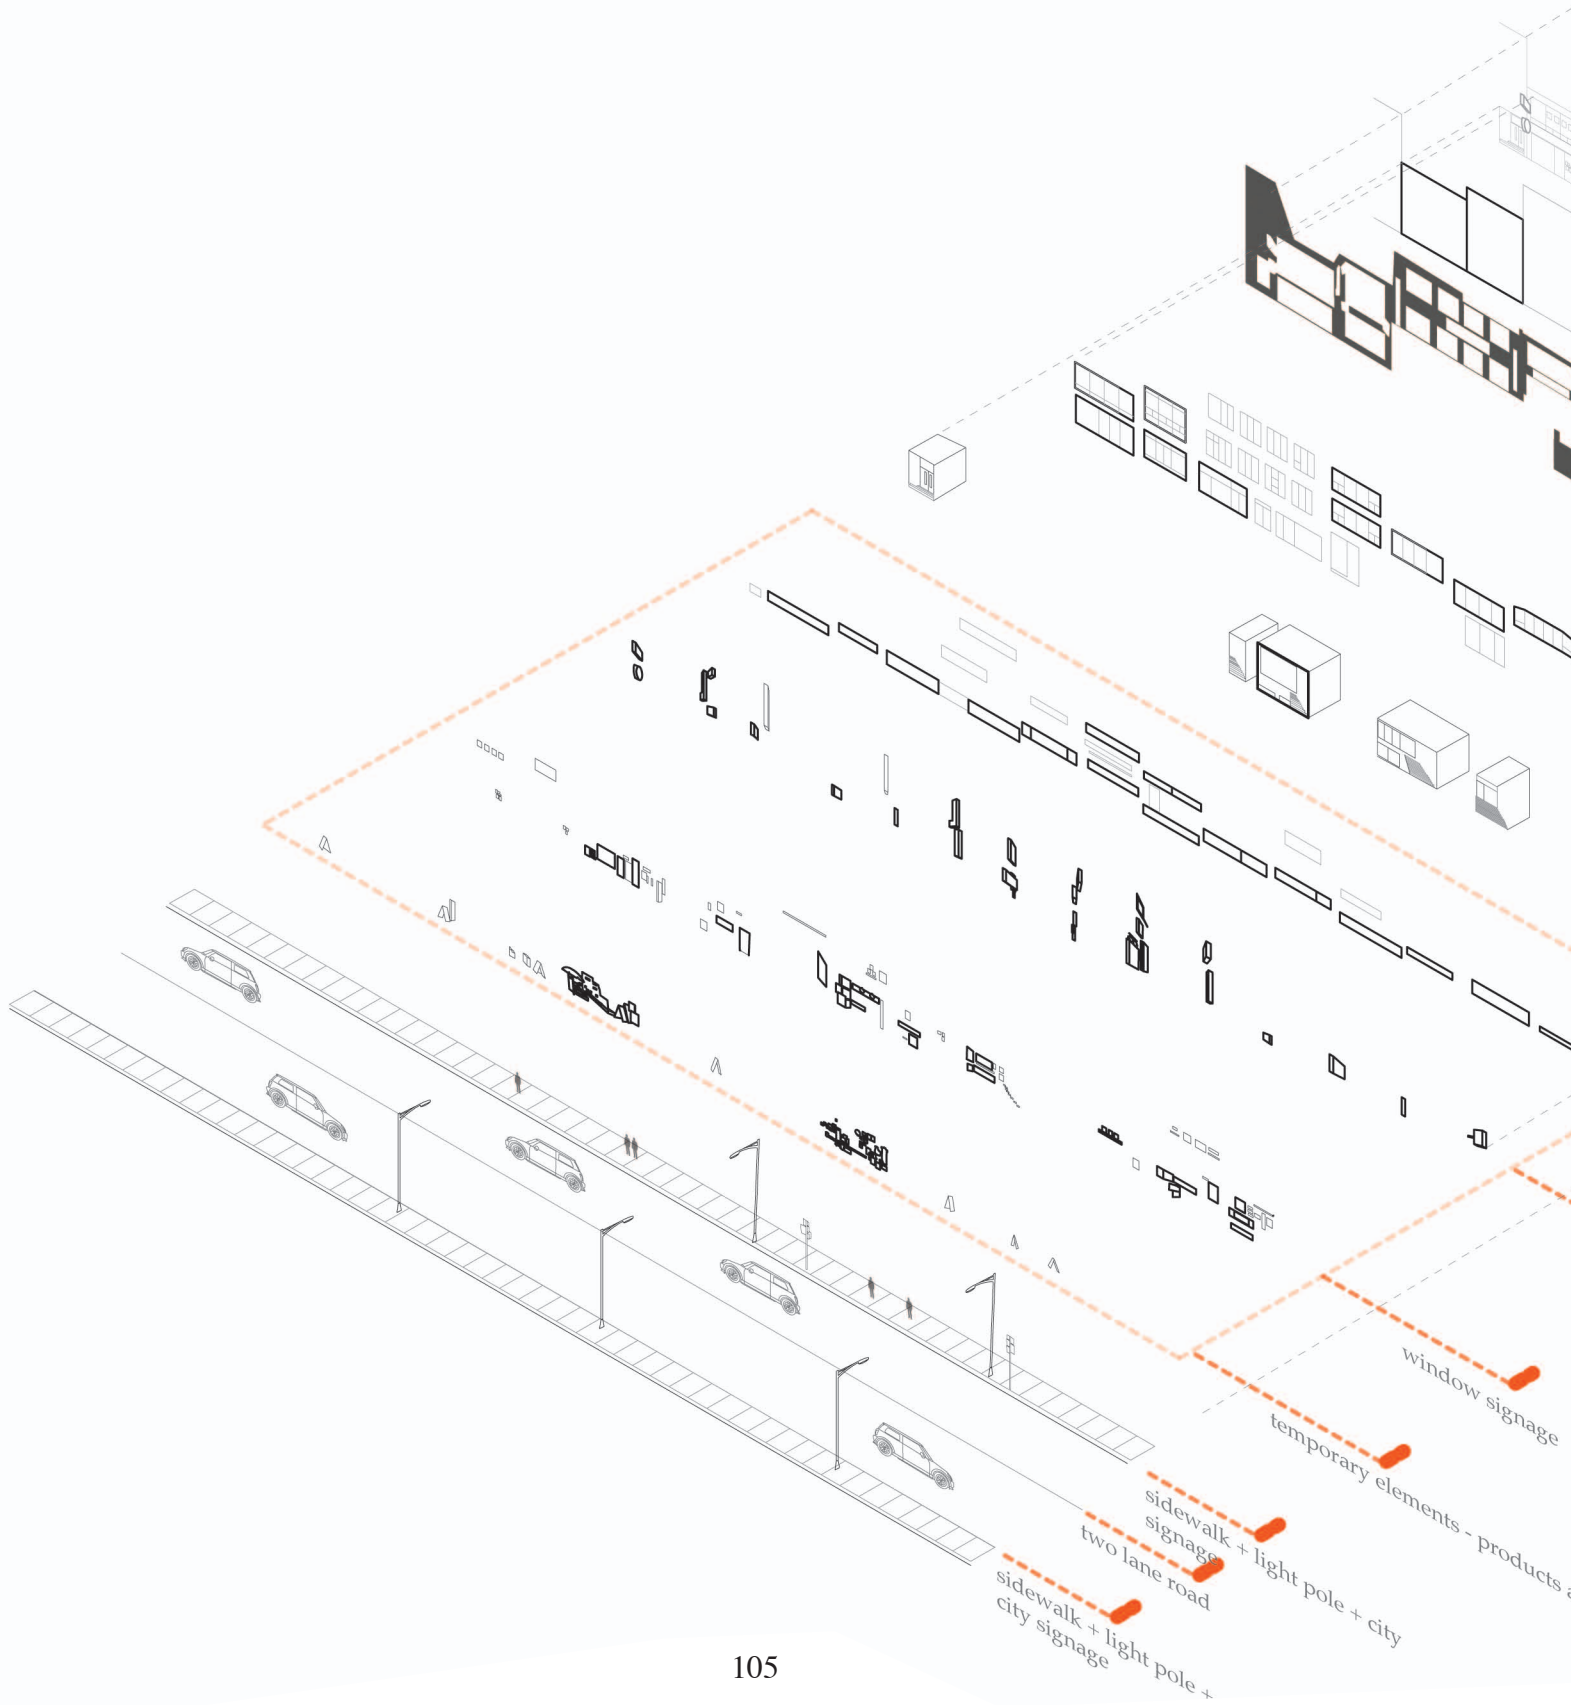 window signage
temporary elements - products a
sidewalk + light pole + city
signage
two lane road
sidewalk + light pole +
city signage
105